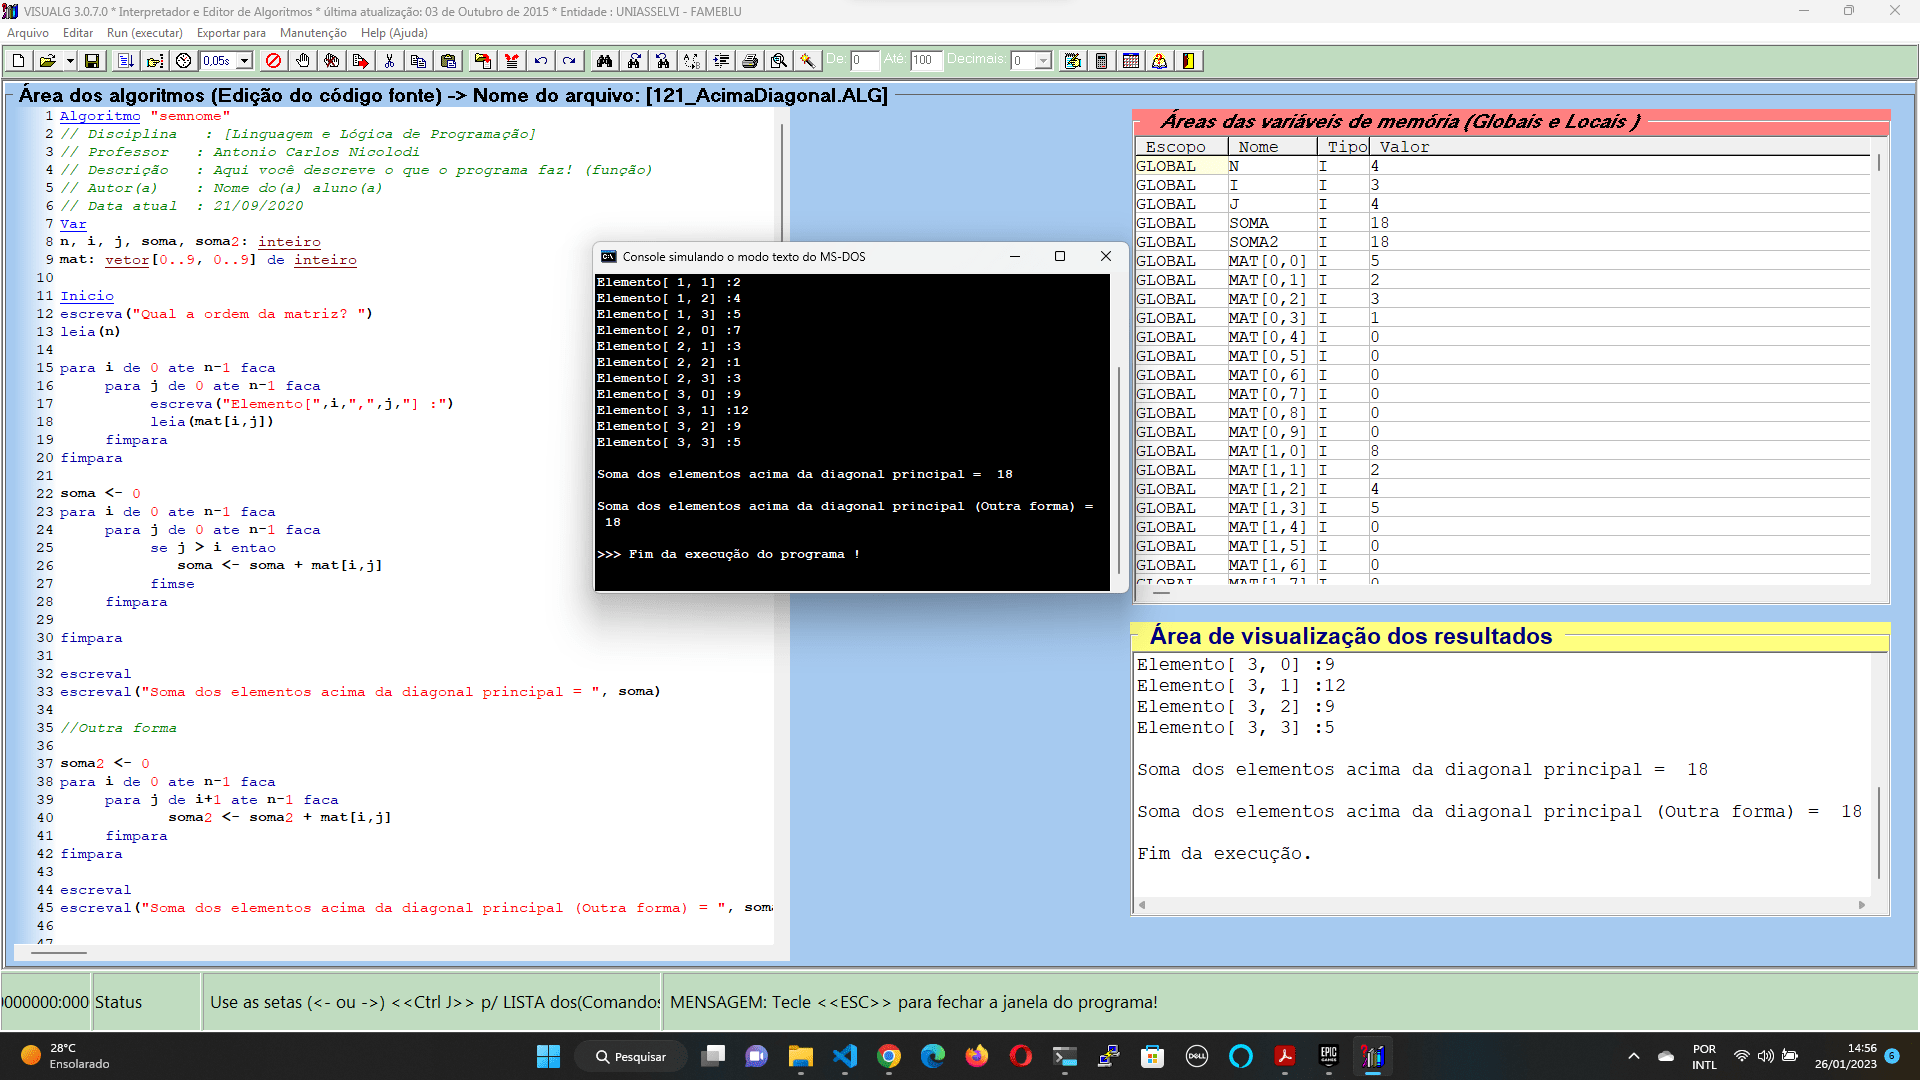 VISUALG 3.0.7.0 * Interpretador e Editor de Algoritmos * última atualização: 03 de Outubro de 2015 * Entidade : UNIASSELVI - FAMEBLU
Arquivo Editar Run (executar) Exportar para Manutenção Help (Ajuda)
0,05s De: 0 Até: 100 Decimais: 0
Área dos algoritmos (Edição do código fonte) -> Nome do arquivo: [121_AcimaDiagonal.ALG]
1 Algoritmo "semnome"
2 // Disciplina : [Linguagem e Lógica de Programação]
3 // Professor : Antonio Carlos Nicolodi
4 // Descrição : Aqui você descreve o que o programa faz! (função)
5 // Autor(a) : Nome do(a) aluno(a)
6 // Data atual : 21/09/2020
7 Var
8 n, i, j, soma, soma2: inteiro
9 mat: vetor[0..9, 0..9] de inteiro
10
11 Inicio
12 escreva("Qual a ordem da matriz? ")
13 leia(n)
14
15 para i de 0 ate n-1 faca
16 para j de 0 ate n-1 faca
17 escreva("Elemento[",i,",",j,"] :")
18 leia(mat[i,j])
19 fimpara
20 fimpara
21
22 soma <- 0
23 para i de 0 ate n-1 faca
24 para j de 0 ate n-1 faca
25 se j > i entao
26 soma <- soma + mat[i,j]
27 fimse
28 fimpara
29
30 fimpara
31
32 escreval
33 escreval("Soma dos elementos acima da diagonal principal = ", soma)
34
35 //Outra forma
36
37 soma2 <- 0
38 para i de 0 ate n-1 faca
39 para j de i+1 ate n-1 faca
40 soma2 <- soma2 + mat[i,j]
41 fimpara
42 fimpara
43
44 escreval
45 escreval("Soma dos elementos acima da diagonal principal (Outra forma) = ", som
46
47
Console simulando o modo texto do MS-DOS
Elemento[ 1, 1] :2
Elemento[ 1, 2] :4
Elemento[ 1, 3] :5
Elemento[ 2, 0] :7
Elemento[ 2, 1] :3
Elemento[ 2, 2] :1
Elemento[ 2, 3] :3
Elemento[ 3, 0] :9
Elemento[ 3, 1] :12
Elemento[ 3, 2] :9
Elemento[ 3, 3] :5
Soma dos elementos acima da diagonal principal = 18
Soma dos elementos acima da diagonal principal (Outra forma) =
18
>>> Fim da execução do programa !
Áreas das variáveis de memória (Globais e Locais )
Escopo Nome Tipo Valor
GLOBAL N I 4
GLOBAL I I 3
GLOBAL J I 4
GLOBAL SOMA I 18
GLOBAL SOMA2 I 18
GLOBAL MAT[0,0] I 5
GLOBAL MAT[0,1] I 2
GLOBAL MAT[0,2] I 3
GLOBAL MAT[0,3] I 1
GLOBAL MAT[0,4] I 0
GLOBAL MAT[0,5] I 0
GLOBAL MAT[0,6] I 0
GLOBAL MAT[0,7] I 0
GLOBAL MAT[0,8] I 0
GLOBAL MAT[0,9] I 0
GLOBAL MAT[1,0] I 8
GLOBAL MAT[1,1] I 2
GLOBAL MAT[1,2] I 4
GLOBAL MAT[1,3] I 5
GLOBAL MAT[1,4] I 0
GLOBAL MAT[1,5] I 0
GLOBAL MAT[1,6] I 0
GLOBAL MAT[1,7] I 0
Área de visualização dos resultados
Elemento[ 3, 0] :9
Elemento[ 3, 1] :12
Elemento[ 3, 2] :9
Elemento[ 3, 3] :5
Soma dos elementos acima da diagonal principal = 18
Soma dos elementos acima da diagonal principal (Outra forma) = 18
Fim da execução.
0000000:000 Status Use as setas (<- ou ->) <<Ctrl J>> p/ LISTA dos(Comandos MENSAGEM: Tecle <<ESC>> para fechar a janela do programa!
28°C
Ensolarado
Pesquisar
DELL
EPIC GAMES
POR
INTL
14:56
26/01/2023
6